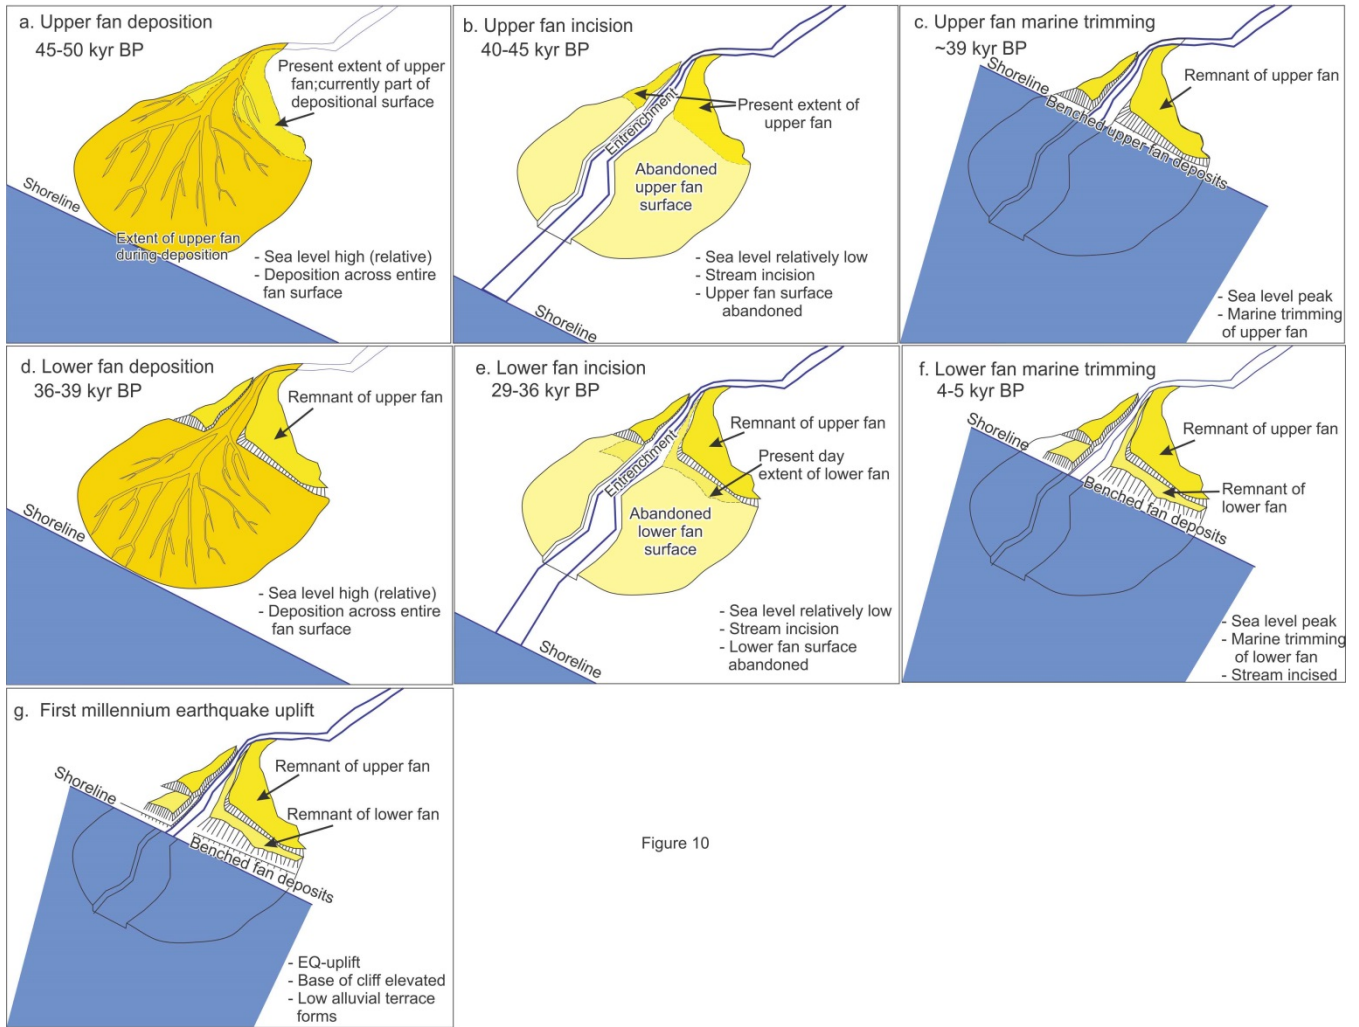 a. Upper fan deposition
45-50 kyr BP
Present extent of upper
fan;currently part of
depositional surface
Shoreline
Extent of upper fan
during deposition
- Sea level high (relative)
- Deposition across entire
fan surface
b. Upper fan incision
40-45 kyr BP
Entrenchment
Present extent of
upper fan
Abandoned
upper fan
surface
- Sea level relatively low
- Stream incision
- Upper fan surface
abandoned
Shoreline
c. Upper fan marine trimming
~39 kyr BP
Shoreline
Remnant of upper fan
Benched upper fan deposits
- Sea level peak
- Marine trimming
of upper fan
d. Lower fan deposition
36-39 kyr BP
Remnant of upper fan
Shoreline
- Sea level high (relative)
- Deposition across entire
fan surface
e. Lower fan incision
29-36 kyr BP
Remnant of upper fan
Entrenchment
Present day
extent of lower fan
Abandoned
lower fan
surface
- Sea level relatively low
- Stream incision
- Lower fan surface
abandoned
Shoreline
f. Lower fan marine trimming
4-5 kyr BP
Shoreline
Remnant of upper fan
Remnant of
lower fan
Benched fan deposits
- Sea level peak
- Marine trimming
of lower fan
- Stream incised
g. First millennium earthquake uplift
Shoreline
Remnant of upper fan
Remnant of lower fan
Benched fan deposits
- EQ-uplift
- Base of cliff elevated
- Low alluvial terrace
forms
Figure 10